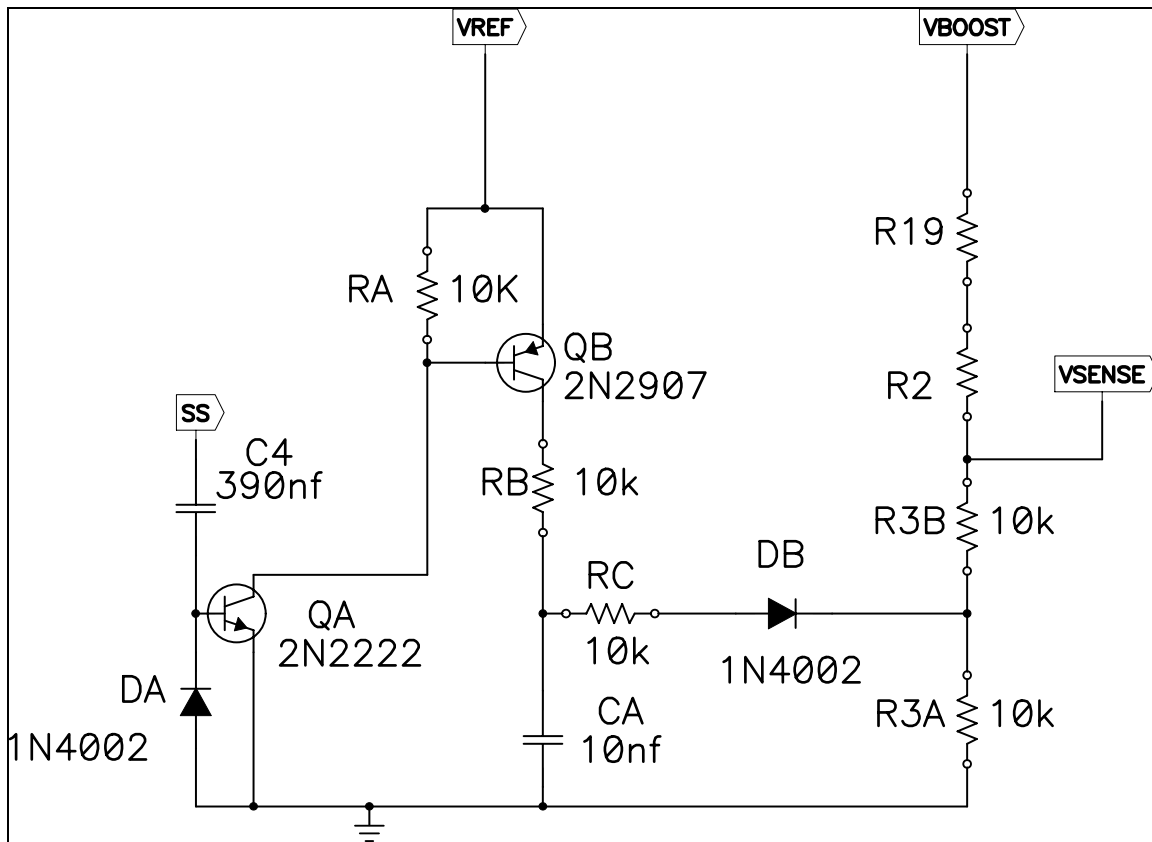 VREF
VBOOST
R19
RA 10K
QB
2N2907
R2
VSENSE
SS
C4
390nf
RB 10k
R3B 10k
DB
RC
10k
QA
2N2222
1N4002
DA
1N4002
CA
10nf
R3A 10k